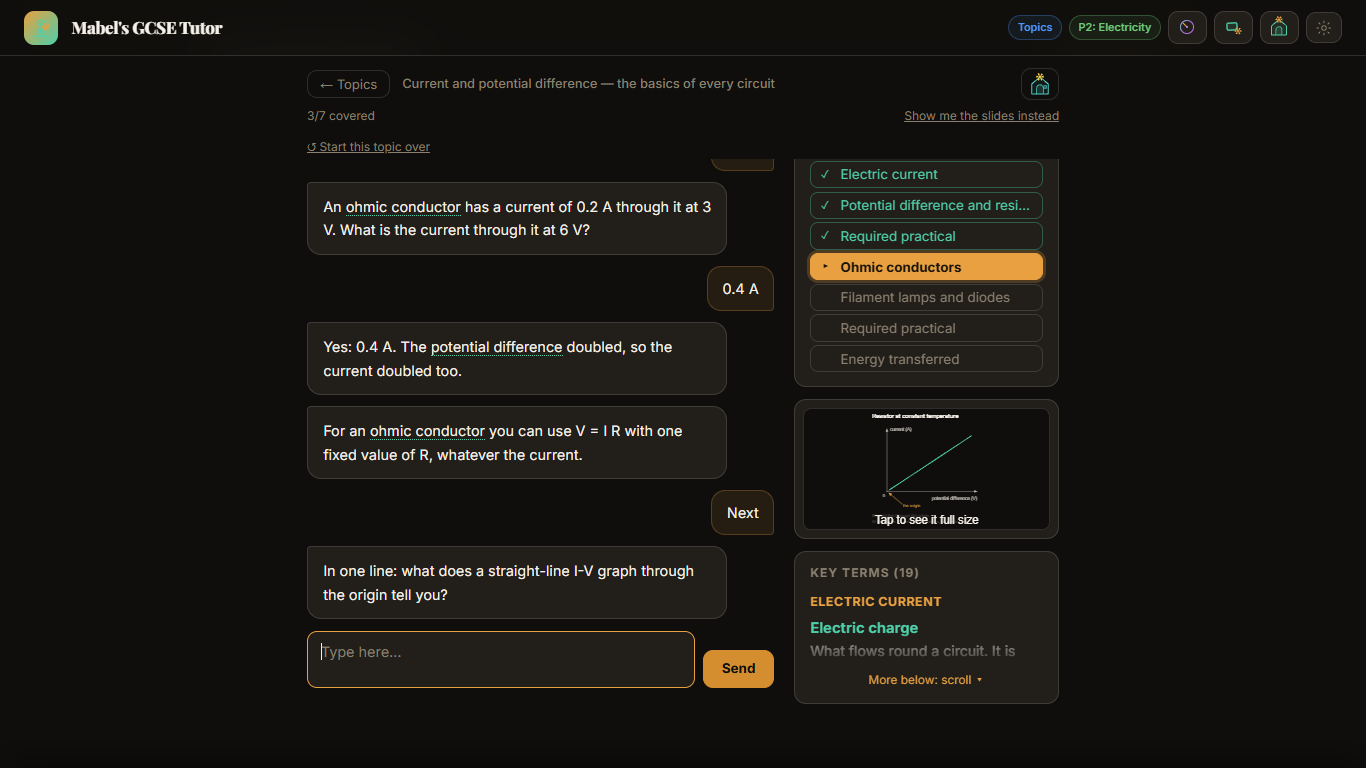 Mabel's GCSE Tutor
Topics
P2: Electricity
← Topics
Current and potential difference — the basics of every circuit
3/7 covered
Show me the slides instead
↺ Start this topic over
An ohmic conductor has a current of 0.2 A through it at 3
V. What is the current through it at 6 V?
0.4 A
Yes: 0.4 A. The potential difference doubled, so the
current doubled too.
For an ohmic conductor you can use V = I R with one
fixed value of R, whatever the current.
Next
In one line: what does a straight-line I-V graph through
the origin tell you?
Type here...
Send
✓ Electric current
✓ Potential difference and resi...
✓ Required practical
▸ Ohmic conductors
Filament lamps and diodes
Required practical
Energy transferred
Resistor at constant temperature
current (A)
potential difference (V)
0
the origin
Tap to see it full size
KEY TERMS (19)
ELECTRIC CURRENT
Electric charge
What flows round a circuit. It is
More below: scroll ▾